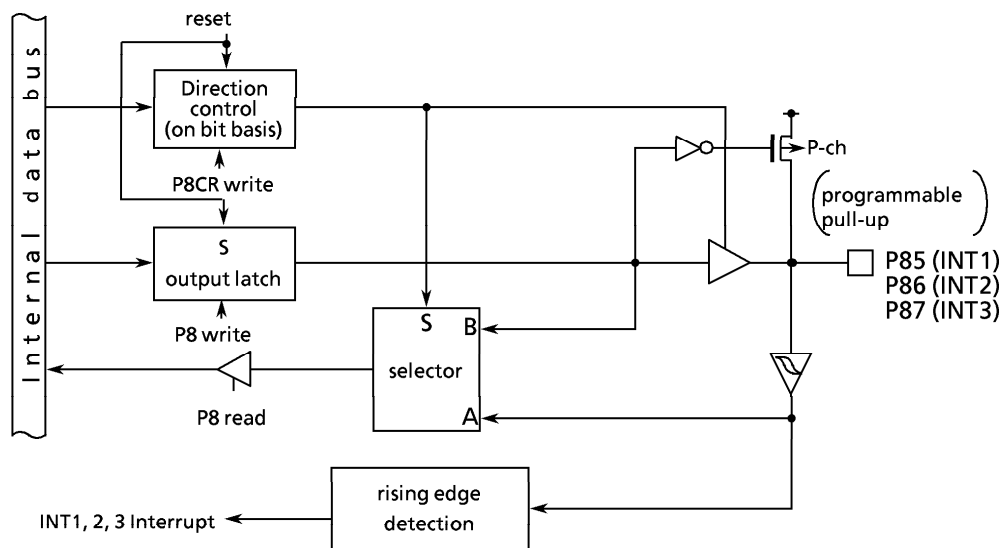 reset
Internal data bus
Direction
control
(on bit basis)
P-ch
P8CR write
(programmable
pull-up)
S
output latch
P85 (INT1)
P86 (INT2)
P87 (INT3)
P8 write
S
B
selector
A
P8 read
rising edge
detection
INT1, 2, 3 Interrupt